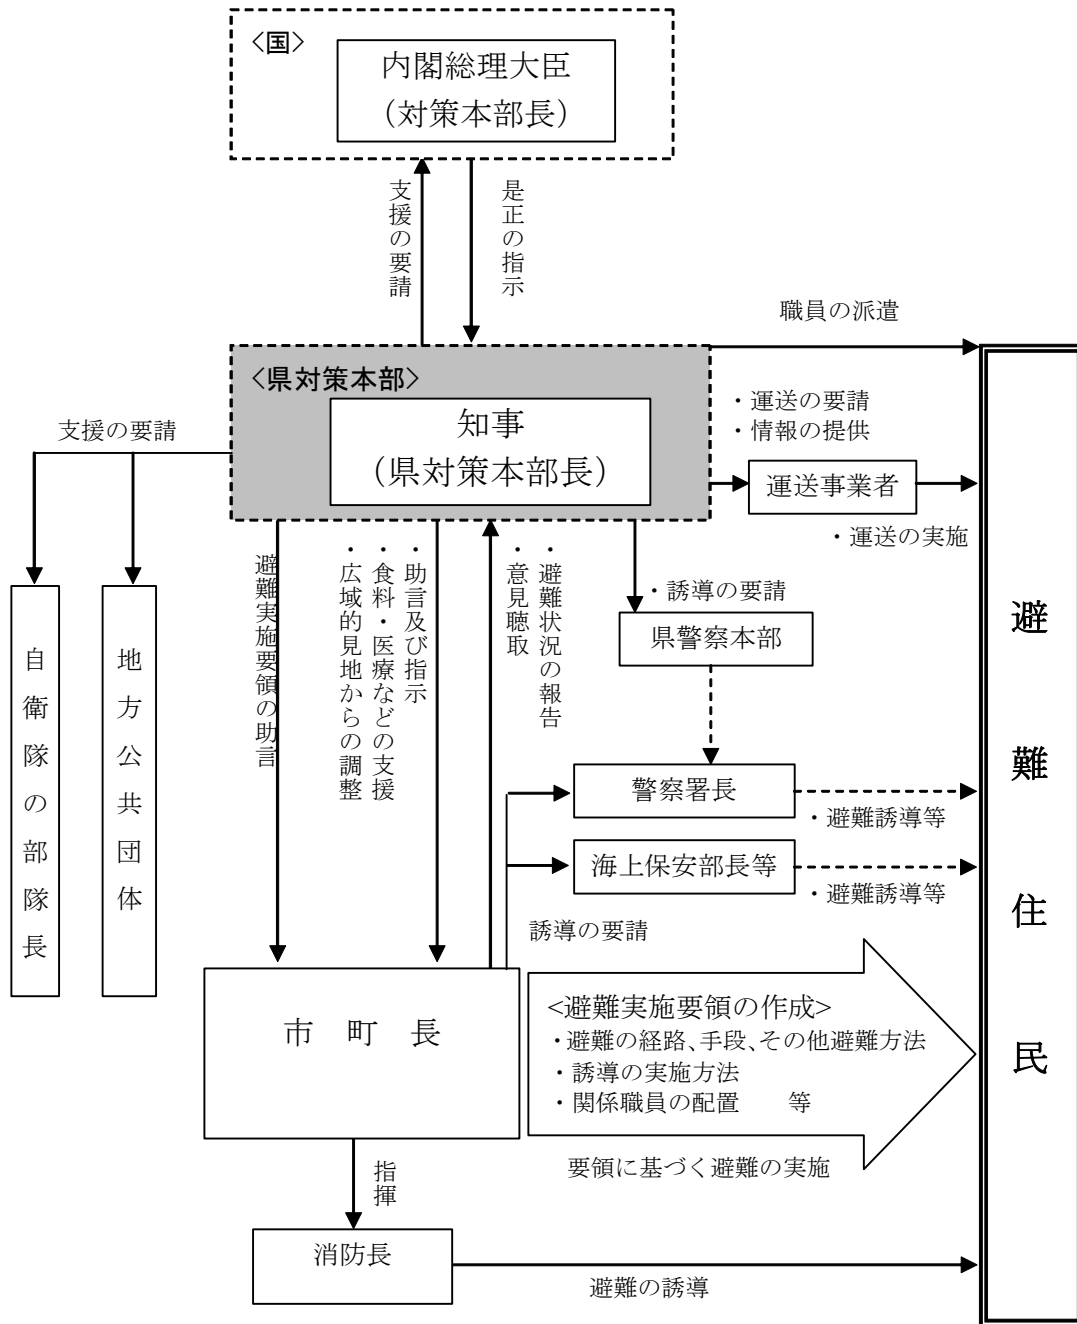 <国>
内閣総理大臣
（対策本部長）
支援の要請
是正の指示
職員の派遣
<県対策本部>
知事
（県対策本部長）
支援の要請
・運送の要請
・情報の提供
運送事業者
・運送の実施
避難実施要領の助言
・助言及び指示
・食料・医療などの支援
・広域的見地からの調整
・避難状況の報告
・意見聴取
・誘導の要請
県警察本部
自衛隊の部隊長
地方公共団体
警察署長
・避難誘導等
海上保安部長等
・避難誘導等
誘導の要請
市町長
<避難実施要領の作成>
・避難の経路、手段、その他避難方法
・誘導の実施方法
・関係職員の配置　　等
要領に基づく避難の実施
指揮
消防長
避難の誘導
避難住民